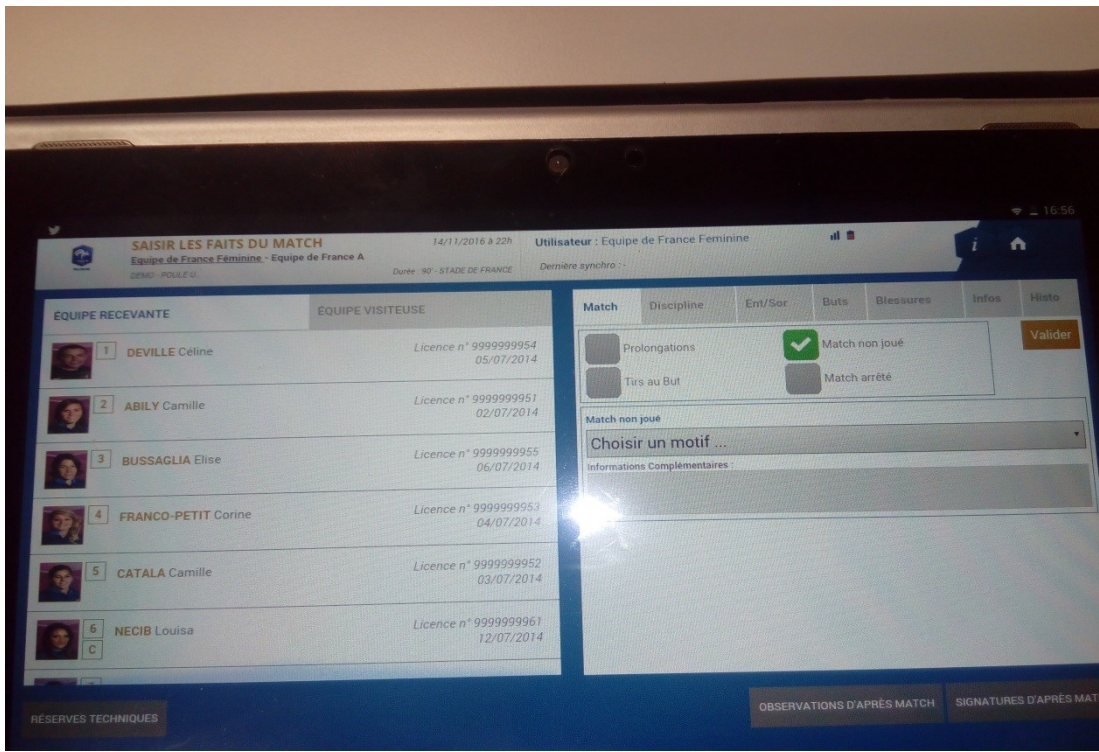 16:56
SAISIR LES FAITS DU MATCH
14/11/2016 à 22h
Utilisateur : Equipe de France Feminine
Equipe de France Féminine - Equipe de France A
DEMO - POULE U...
Durée : 90' - STADE DE FRANCE
Dernière synchro : -
ÉQUIPE RECEVANTE
ÉQUIPE VISITEUSE
1 DEVILLE Céline
Licence n° 9999999954
05/07/2014
2 ABILY Camille
Licence n° 9999999951
02/07/2014
3 BUSSAGLIA Elise
Licence n° 9999999955
06/07/2014
4 FRANCO-PETIT Corine
Licence n° 9999999953
04/07/2014
5 CATALA Camille
Licence n° 9999999952
03/07/2014
6 NECIB Louisa
C
Licence n° 9999999961
12/07/2014
Match Discipline Ent/Sor Buts Blessures Infos Histo
Prolongations
Match non joué
Valider
Tirs au But
Match arrêté
Match non joué
Choisir un motif ...
Informations Complémentaires :
RÉSERVES TECHNIQUES
OBSERVATIONS D'APRÈS MATCH
SIGNATURES D'APRÈS MAT